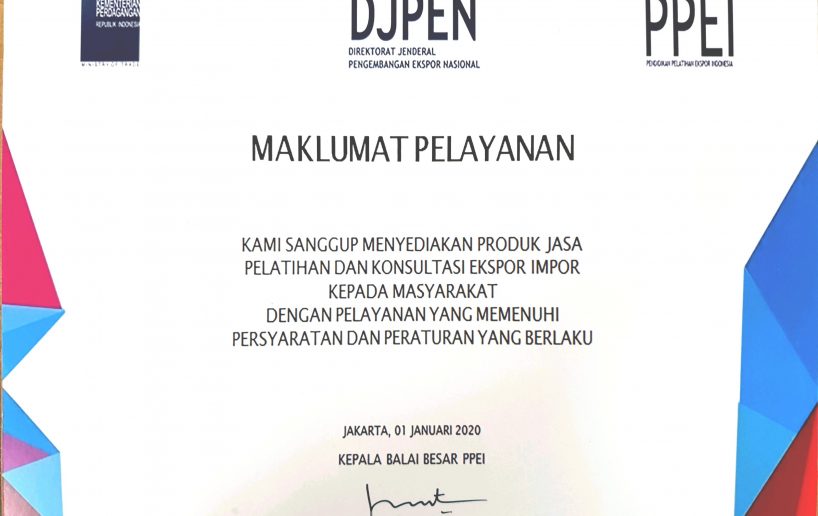 KEMENTERIAN
PERDAGANGAN
REPUBLIK INDONESIA
MINISTRY OF TRADE
DJPEN
DIREKTORAT JENDERAL
PENGEMBANGAN EKSPOR NASIONAL
PPEI
PENDIDIKAN PELATIHAN EKSPOR INDONESIA
MAKLUMAT PELAYANAN
KAMI SANGGUP MENYEDIAKAN PRODUK JASA
PELATIHAN DAN KONSULTASI EKSPOR IMPOR
KEPADA MASYARAKAT
DENGAN PELAYANAN YANG MEMENUHI
PERSYARATAN DAN PERATURAN YANG BERLAKU
JAKARTA, 01 JANUARI 2020
KEPALA BALAI BESAR PPEI